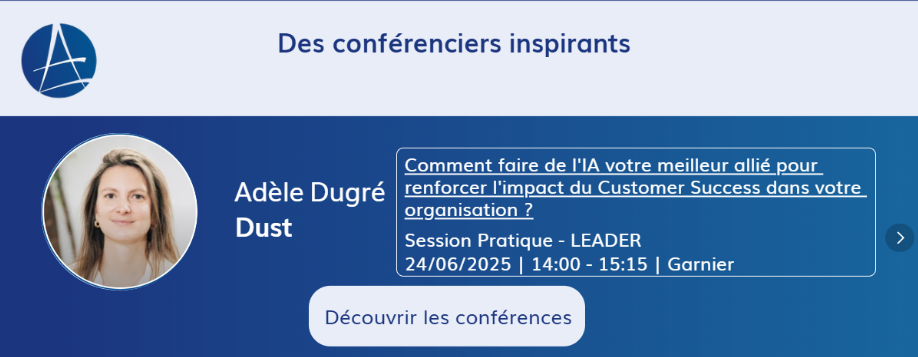 Des conférenciers inspirants
Adèle Dugré
Dust
Comment faire de l'IA votre meilleur allié pour
renforcer l'impact du Customer Success dans votre
organisation ?
Session Pratique - LEADER
24/06/2025 | 14:00 - 15:15 | Garnier
Découvrir les conférences